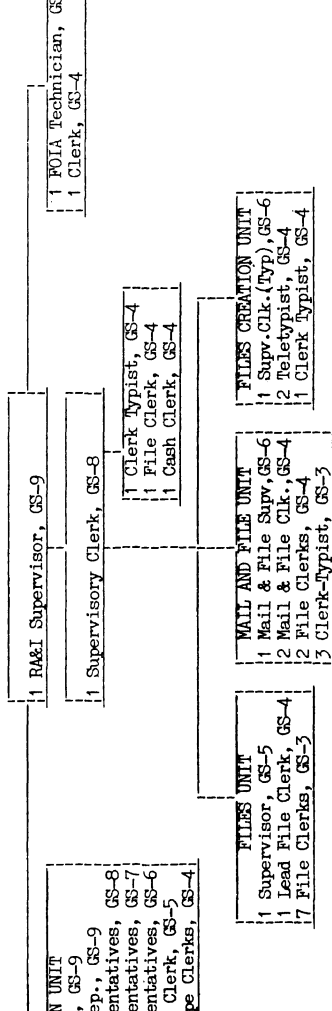 1 RA&I Supervisor, GS-9
1 Supervisory Clerk, GS-8
1 FOIA Technician, GS
1 Clerk, GS-4
1 Clerk Typist, GS-4
1 File Clerk, GS-4
1 Cash Clerk, GS-4
N UNIT
, GS-9
ep., GS-9
entatives, GS-8
entatives, GS-7
entatives, GS-6
Clerk, GS-5
pe Clerks, GS-4
FILES UNIT
1 Supervisor, GS-5
1 Lead File Clerk, GS-4
7 File Clerks, GS-3
MAIL AND FILE UNIT
1 Mail & File Supv,GS-6
2 Mail & File Clk.,GS-4
2 File Clerks, GS-4
3 Clerk-Typist, GS-3
FILES CREATION UNIT
1 Supv.Clk.(Typ),GS-6
2 Teletypist, GS-4
1 Clerk Typist, GS-4